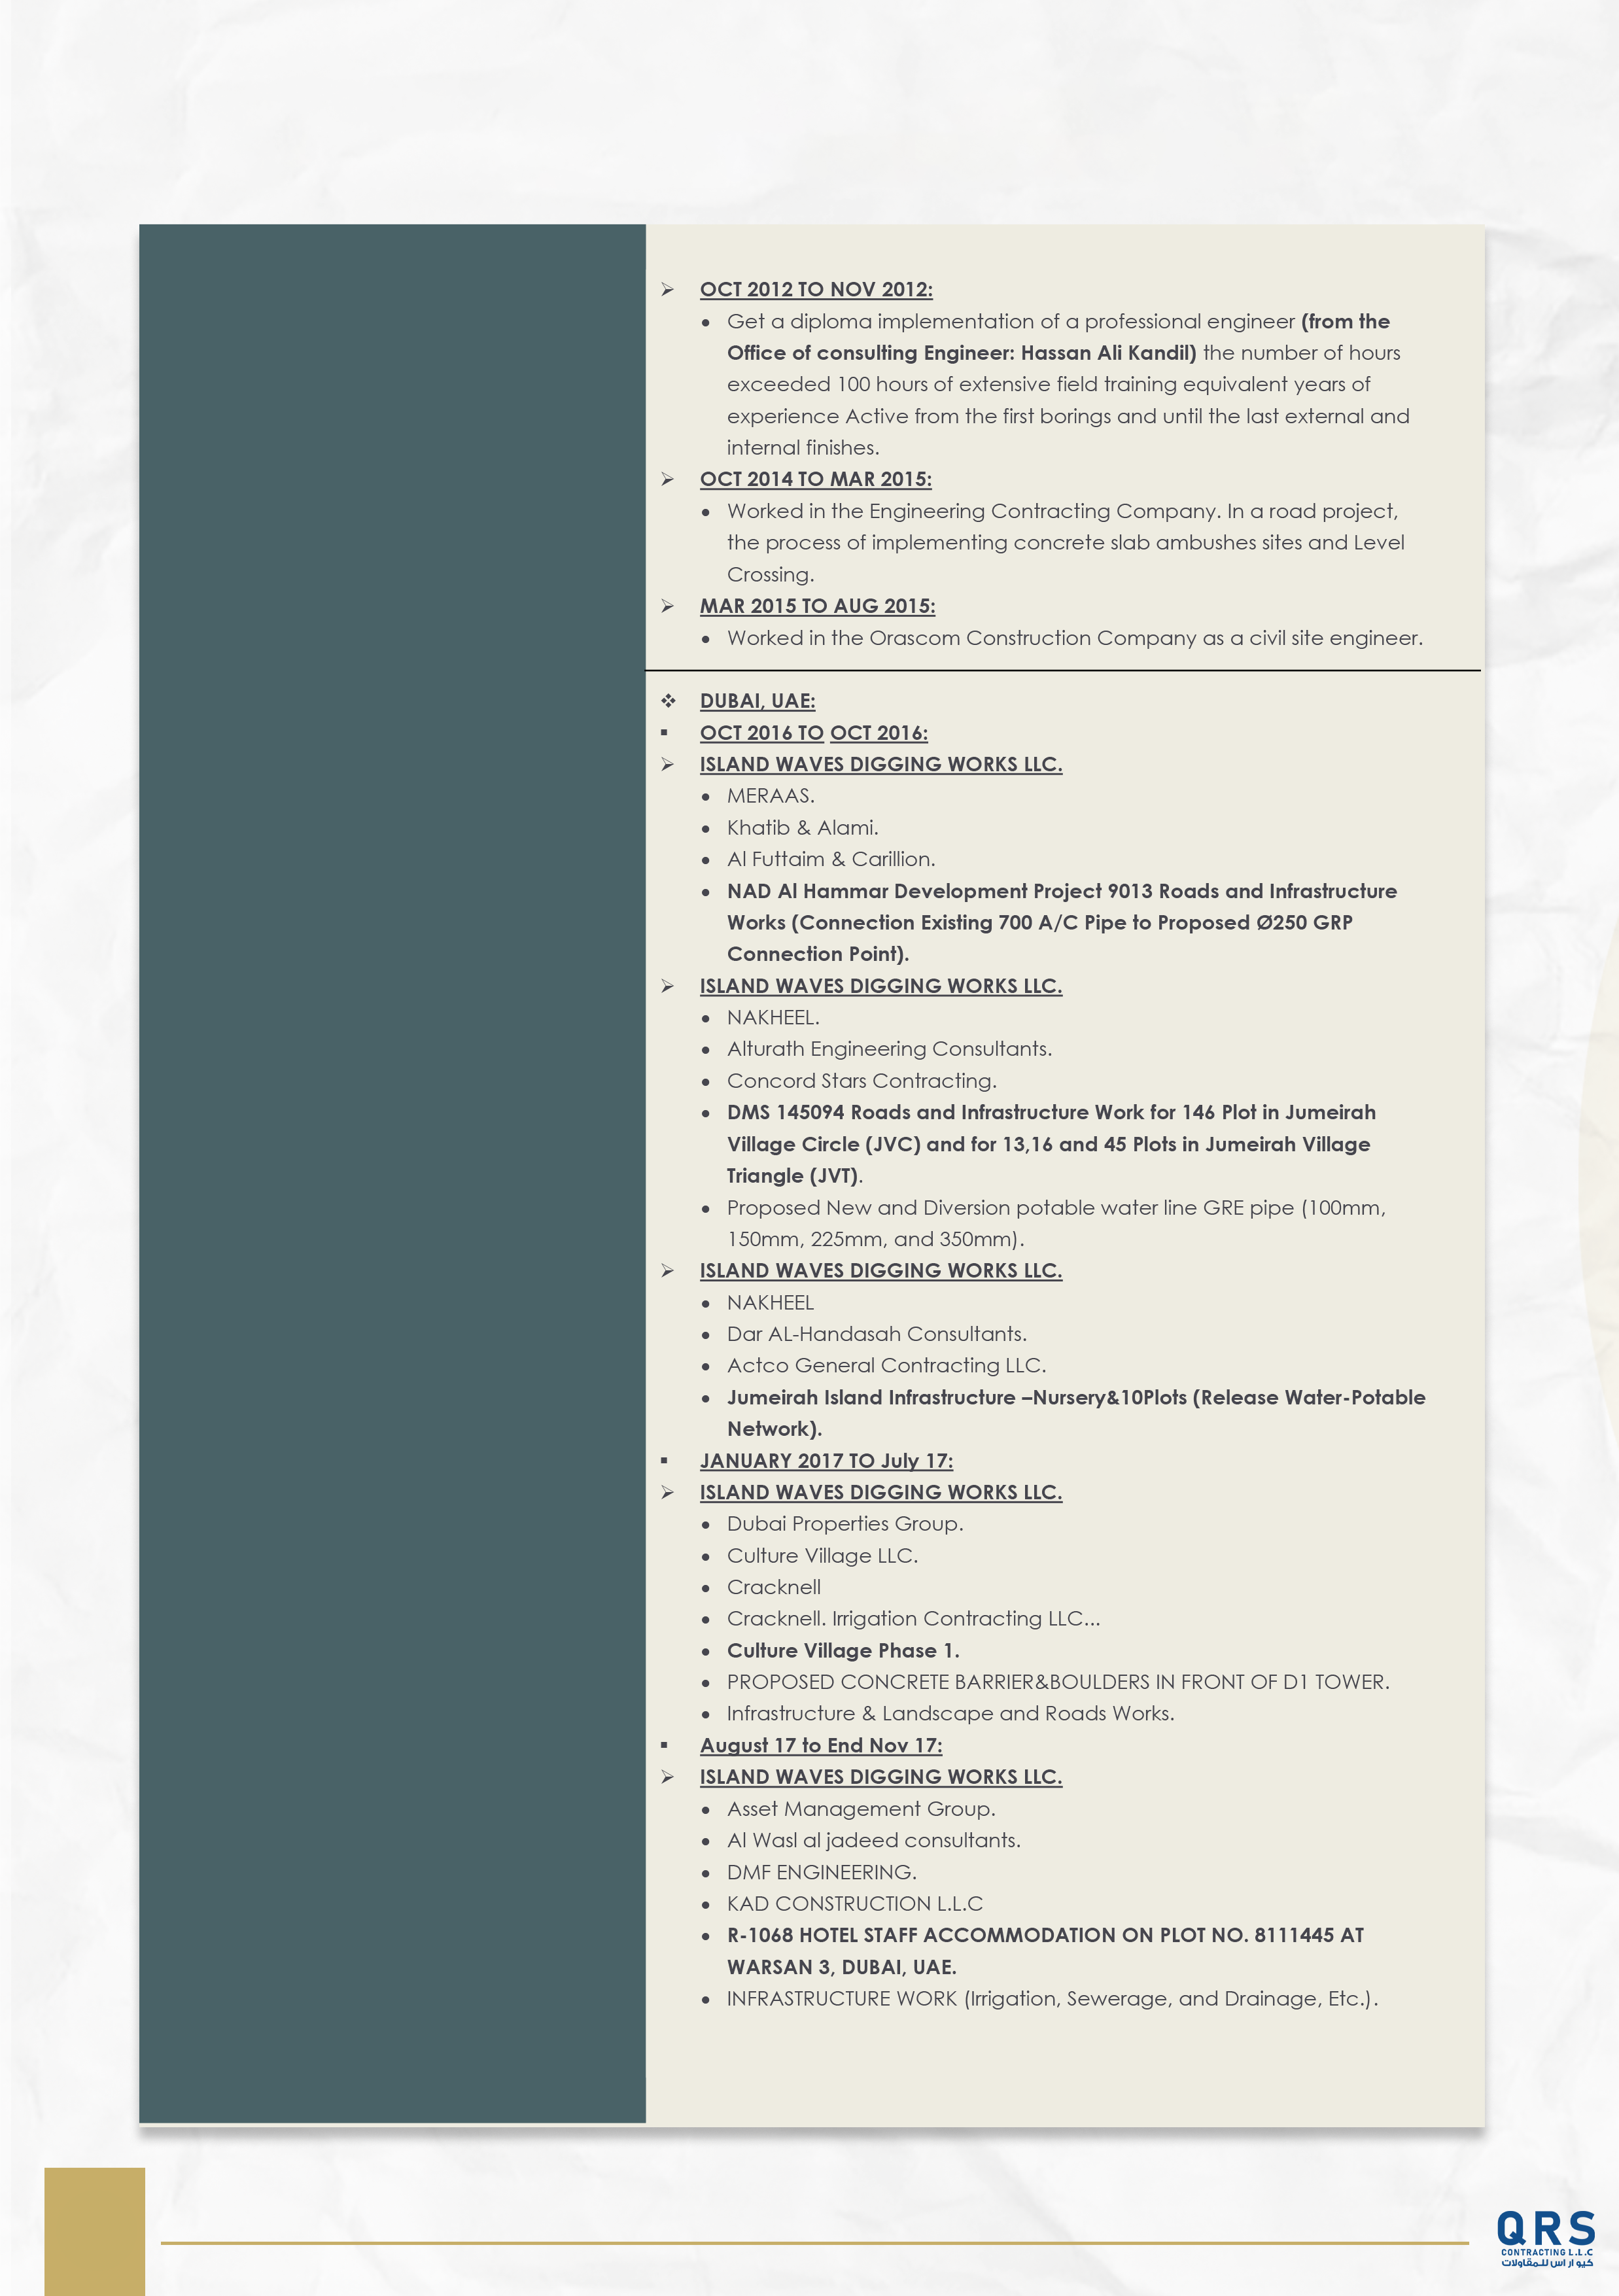 OCT 2012 TO NOV 2012:
Get a diploma implementation of a professional engineer (from the
Office of consulting Engineer: Hassan Ali Kandil) the number of hours
exceeded 100 hours of extensive field training equivalent years of
experience Active from the first borings and until the last external and
internal finishes.
OCT 2014 TO MAR 2015:
Worked in the Engineering Contracting Company. In a road project,
the process of implementing concrete slab ambushes sites and Level
Crossing.
MAR 2015 TO AUG 2015:
Worked in the Orascom Construction Company as a civil site engineer.
DUBAI, UAE:
OCT 2016 TO OCT 2016:
ISLAND WAVES DIGGING WORKS LLC.
MERAAS.
Khatib & Alami.
Al Futtaim & Carillion.
NAD Al Hammar Development Project 9013 Roads and Infrastructure
Works (Connection Existing 700 A/C Pipe to Proposed Ø250 GRP
Connection Point).
ISLAND WAVES DIGGING WORKS LLC.
NAKHEEL.
Alturath Engineering Consultants.
Concord Stars Contracting.
DMS 145094 Roads and Infrastructure Work for 146 Plot in Jumeirah
Village Circle (JVC) and for 13,16 and 45 Plots in Jumeirah Village
Triangle (JVT).
Proposed New and Diversion potable water line GRE pipe (100mm,
150mm, 225mm, and 350mm).
ISLAND WAVES DIGGING WORKS LLC.
NAKHEEL
Dar AL-Handasah Consultants.
Actco General Contracting LLC.
Jumeirah Island Infrastructure –Nursery&10Plots (Release Water-Potable
Network).
JANUARY 2017 TO July 17:
ISLAND WAVES DIGGING WORKS LLC.
Dubai Properties Group.
Culture Village LLC.
Cracknell
Cracknell. Irrigation Contracting LLC...
Culture Village Phase 1.
PROPOSED CONCRETE BARRIER&BOULDERS IN FRONT OF D1 TOWER.
Infrastructure & Landscape and Roads Works.
August 17 to End Nov 17:
ISLAND WAVES DIGGING WORKS LLC.
Asset Management Group.
Al Wasl al jadeed consultants.
DMF ENGINEERING.
KAD CONSTRUCTION L.L.C
R-1068 HOTEL STAFF ACCOMMODATION ON PLOT NO. 8111445 AT
WARSAN 3, DUBAI, UAE.
INFRASTRUCTURE WORK (Irrigation, Sewerage, and Drainage, Etc.).
QRS
CONTRACTING L.L.C
كيو ار اس للمقاولات